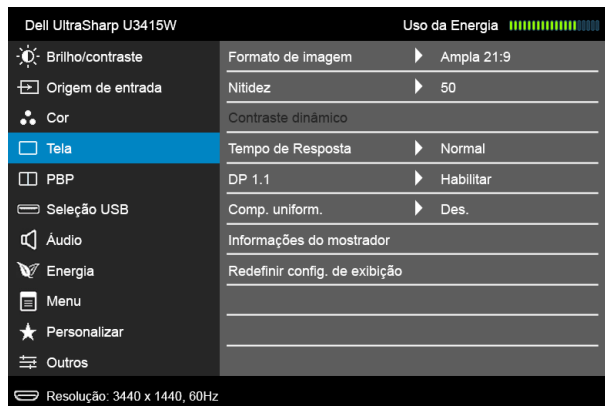 Dell UltraSharp U3415W Uso da Energia
Brilho/contraste
Origem de entrada
Cor
Tela
PBP
Seleção USB
Áudio
Energia
Menu
Personalizar
Outros
Formato de imagem Ampla 21:9
Nitidez 50
Contraste dinâmico
Tempo de Resposta Normal
DP 1.1 Habilitar
Comp. uniform. Des.
Informações do mostrador
Redefinir config. de exibição
Resolução: 3440 x 1440, 60Hz